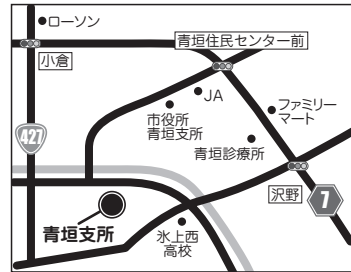 ローソン
青垣住民センター前
小倉
JA
ファミリー
マート
市役所
青垣支所
427
青垣診療所
沢野
7
青垣支所
氷上西
高校